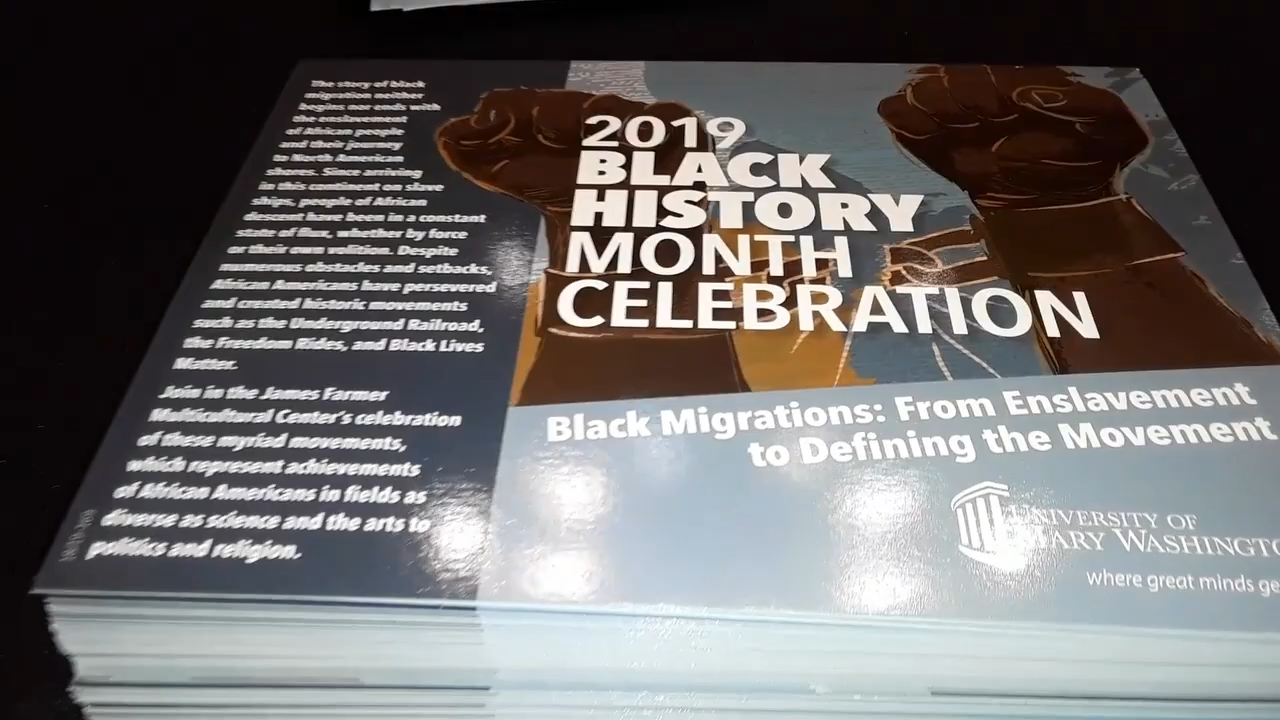 The story of black
migration neither
begins nor ends with
the enslavement
of African people
and their journey
to North American
shores. Since arriving
in this continent on slave
ships, people of African
descent have been in a constant
state of flux, whether by force
or their own volition. Despite
numerous obstacles and setbacks,
African Americans have persevered
and created historic movements
such as the Underground Railroad,
the Freedom Rides, and Black Lives
Matter.
Join in the James Farmer
Multicultural Center's celebration
of these myriad movements,
which represent achievements
of African Americans in fields as
diverse as science and the arts to
politics and religion.
2019
BLACK
HISTORY
MONTH
CELEBRATION
Black Migrations: From Enslavement
to Defining the Movement
UNIVERSITY OF
MARY WASHINGTO
where great minds ge